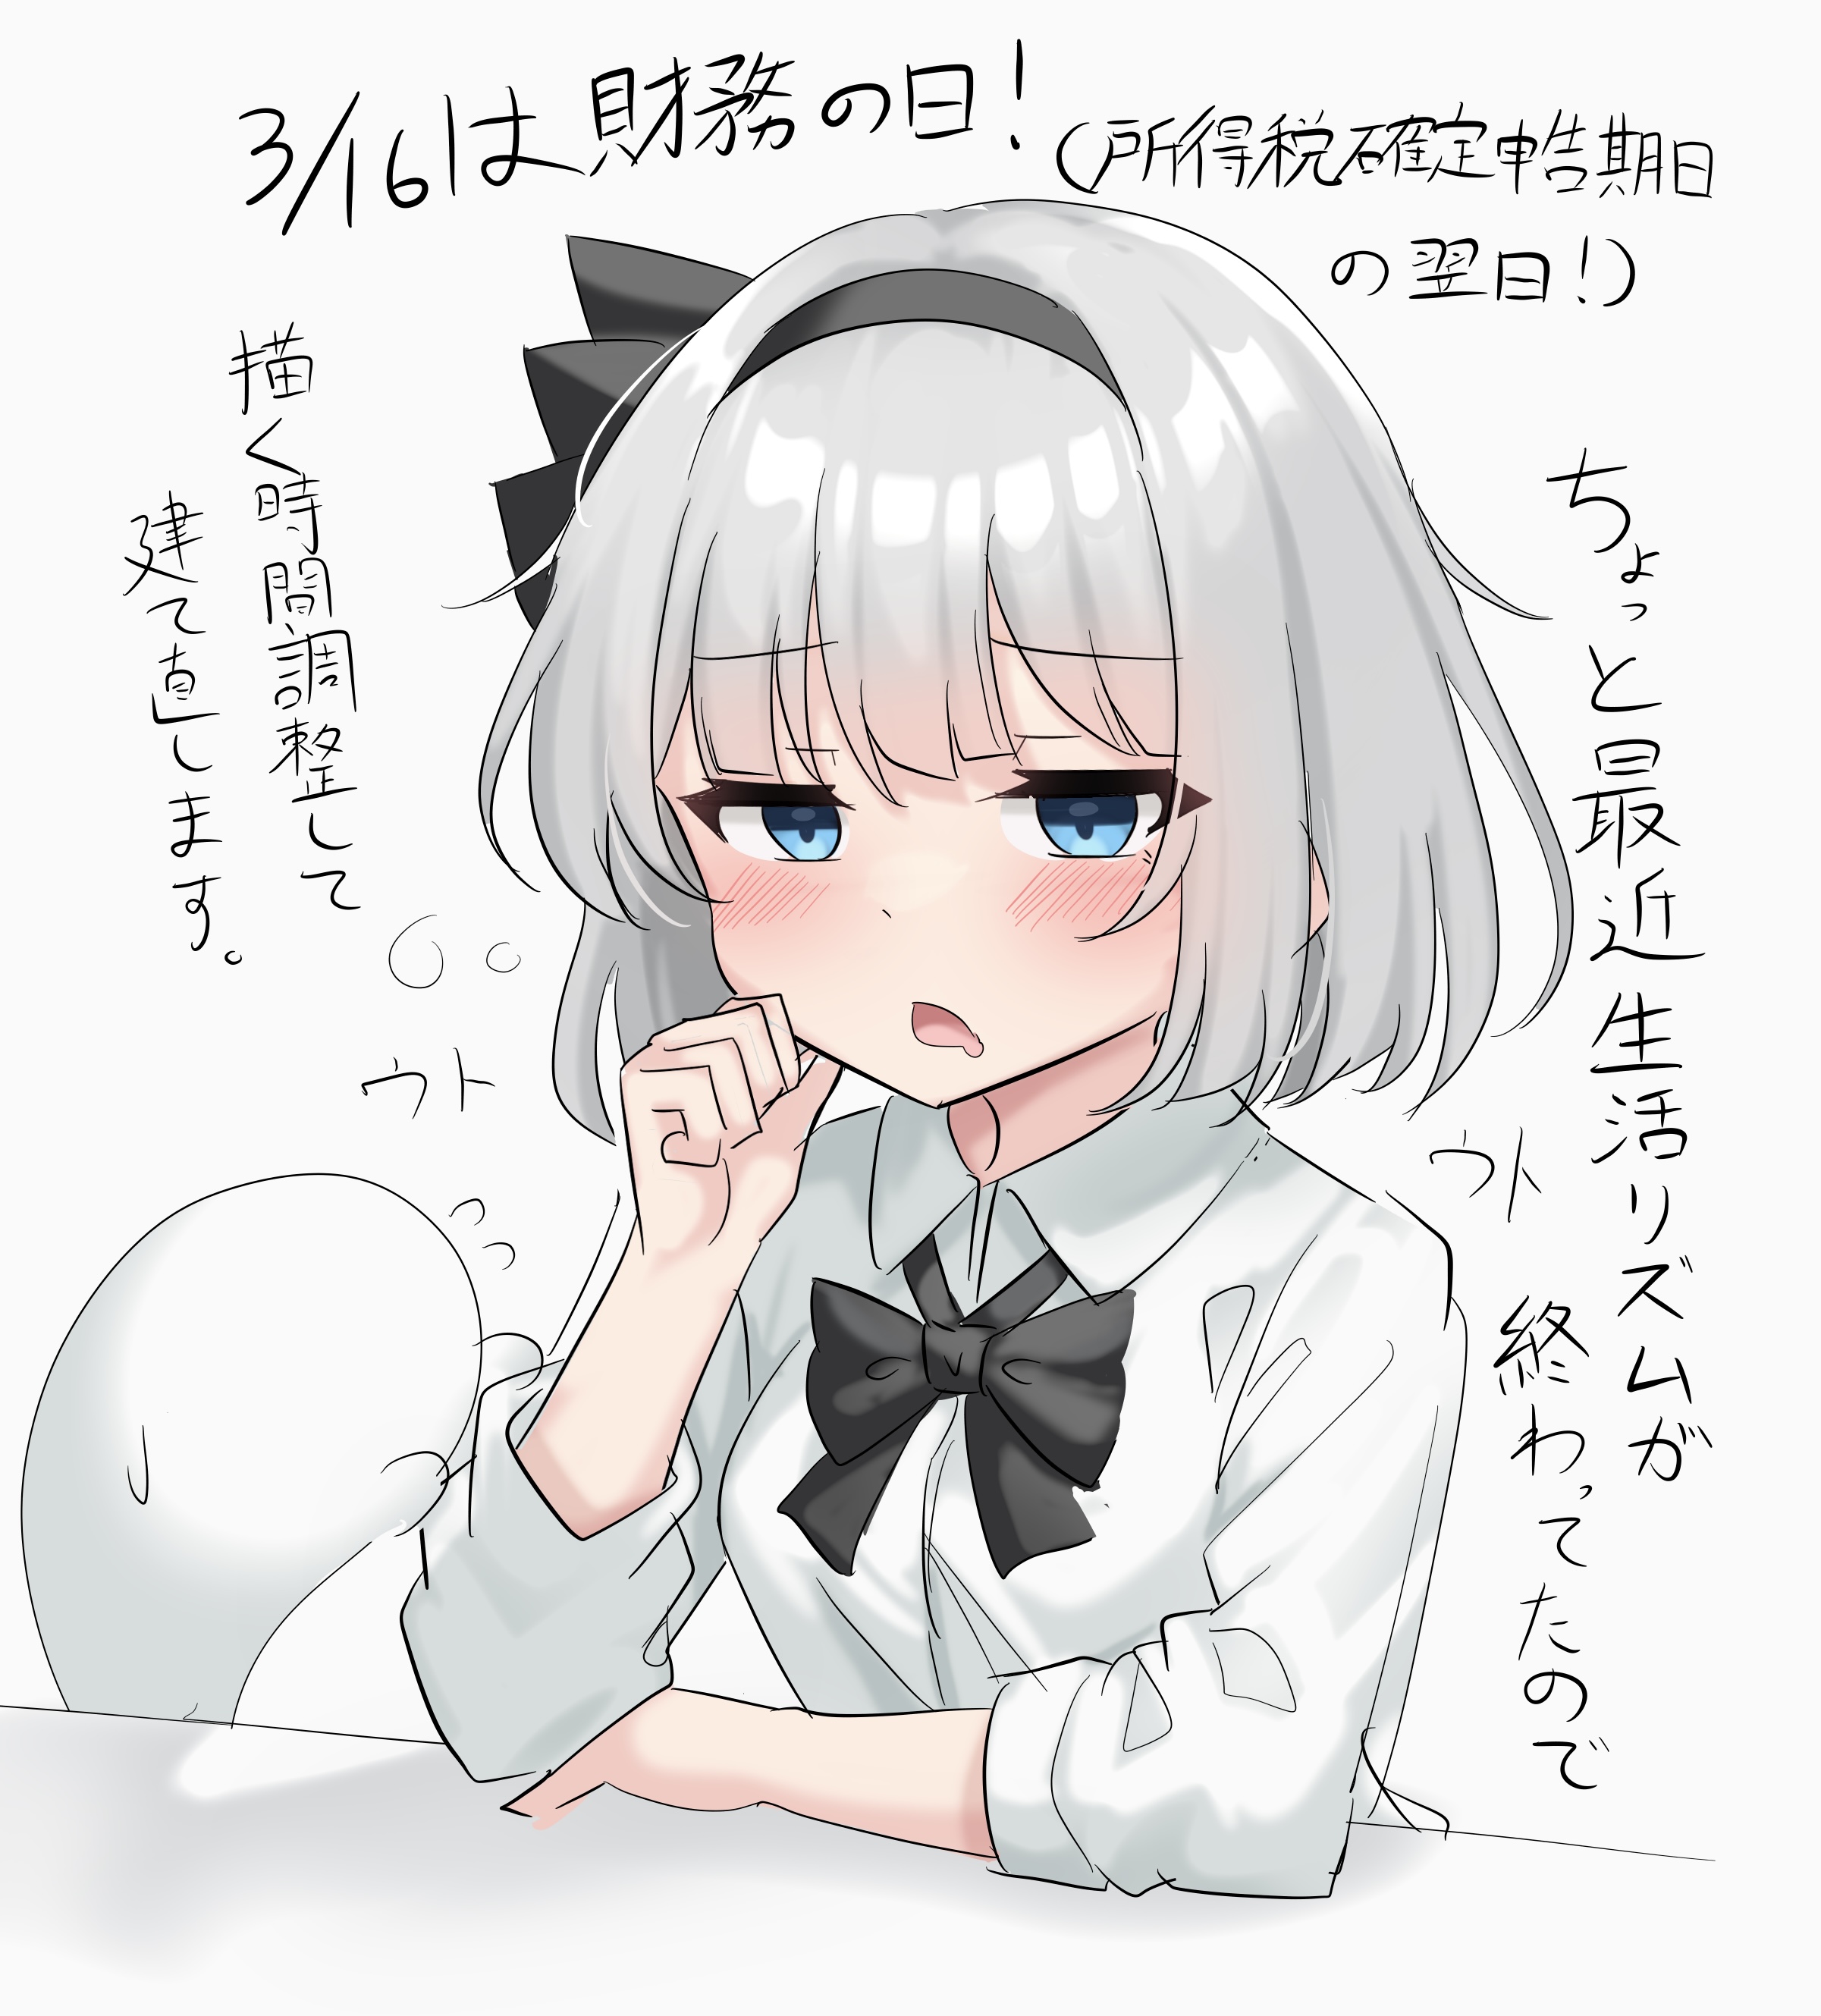 3/16は財務の日!
(所得税確定申告期日
の翌日!)
ちょっと最近生活リズムが
終わってたので
描く時間調整して
建て直します。
ウト
ウト